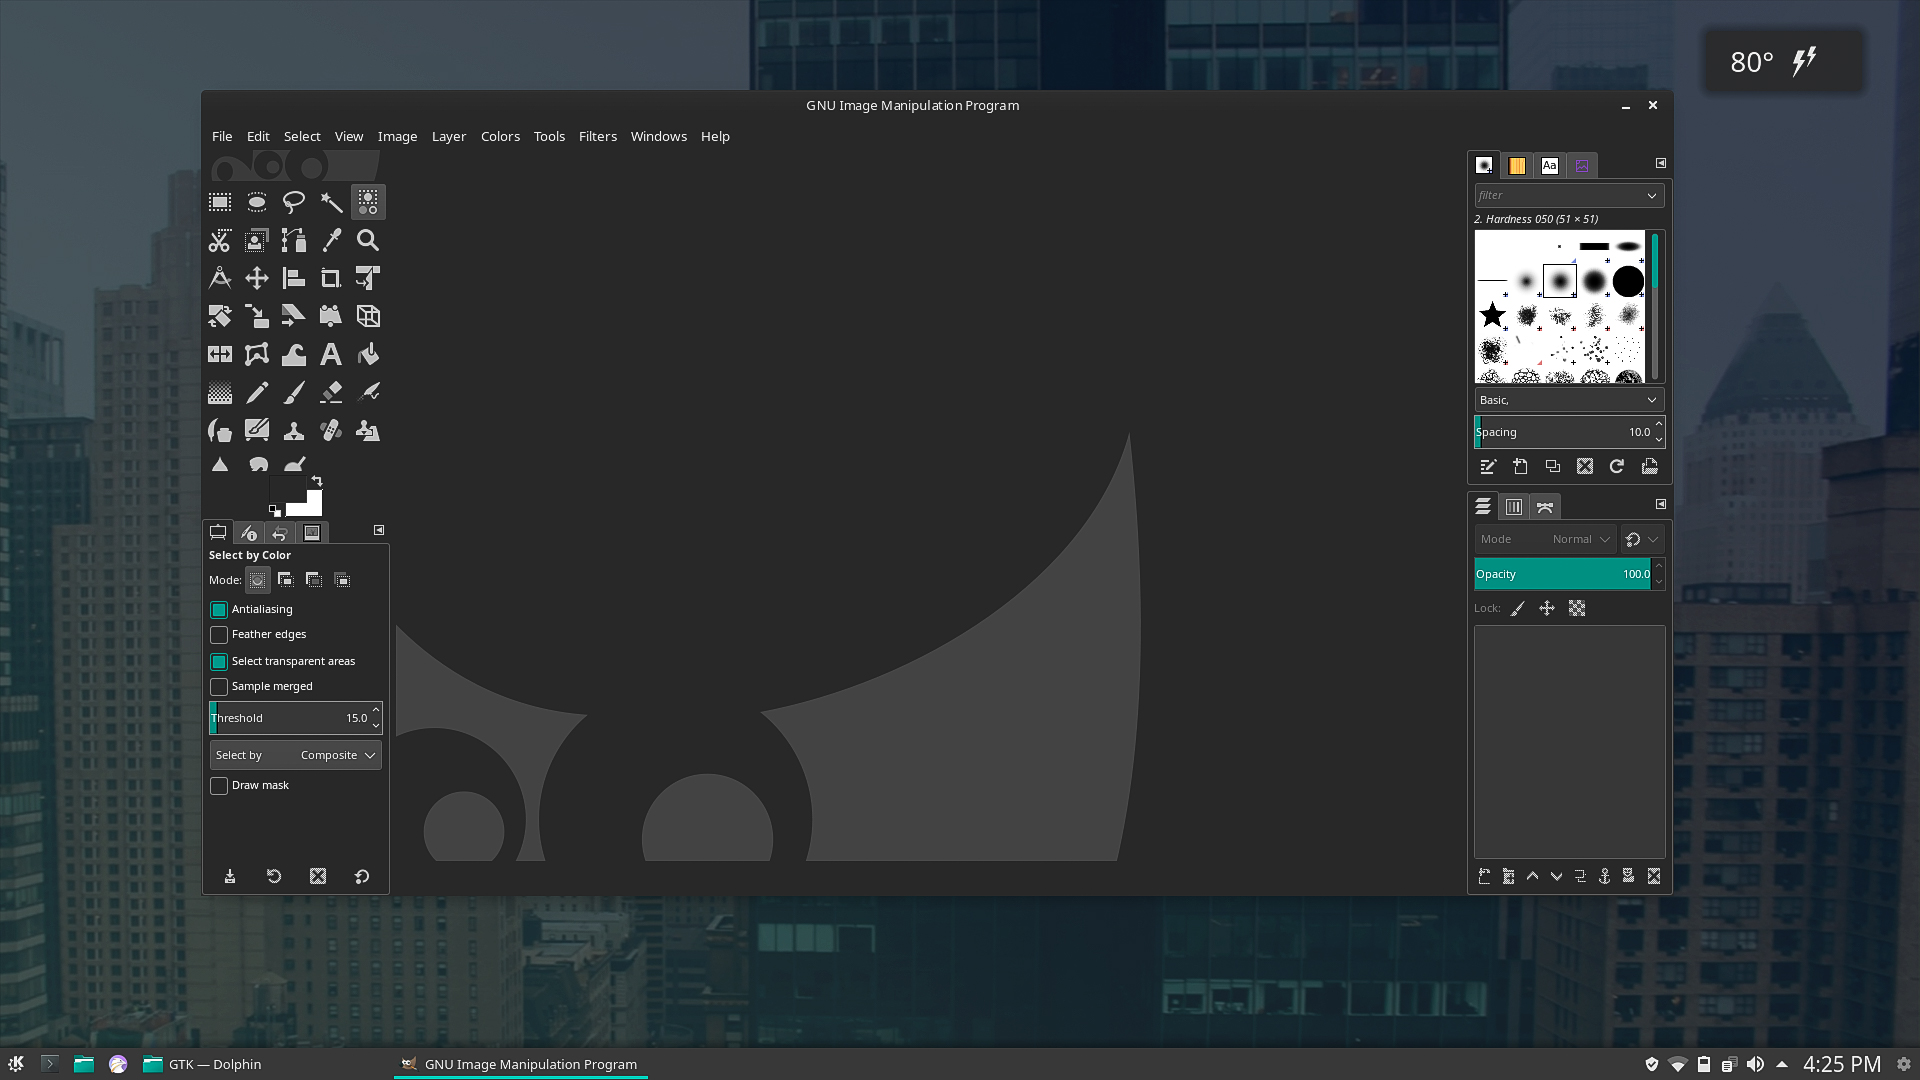 80°
GNU Image Manipulation Program
File Edit Select View Image Layer Colors Tools Filters Windows Help
Aa
filter
2. Hardness 050 (51 × 51)
Basic,
Spacing 10.0
Mode Normal
Opacity 100.0
Lock:
Select by Color
Mode:
Antialiasing
Feather edges
Select transparent areas
Sample merged
Threshold 15.0
Select by Composite
Draw mask
GTK — Dolphin
GNU Image Manipulation Program
4:25 PM